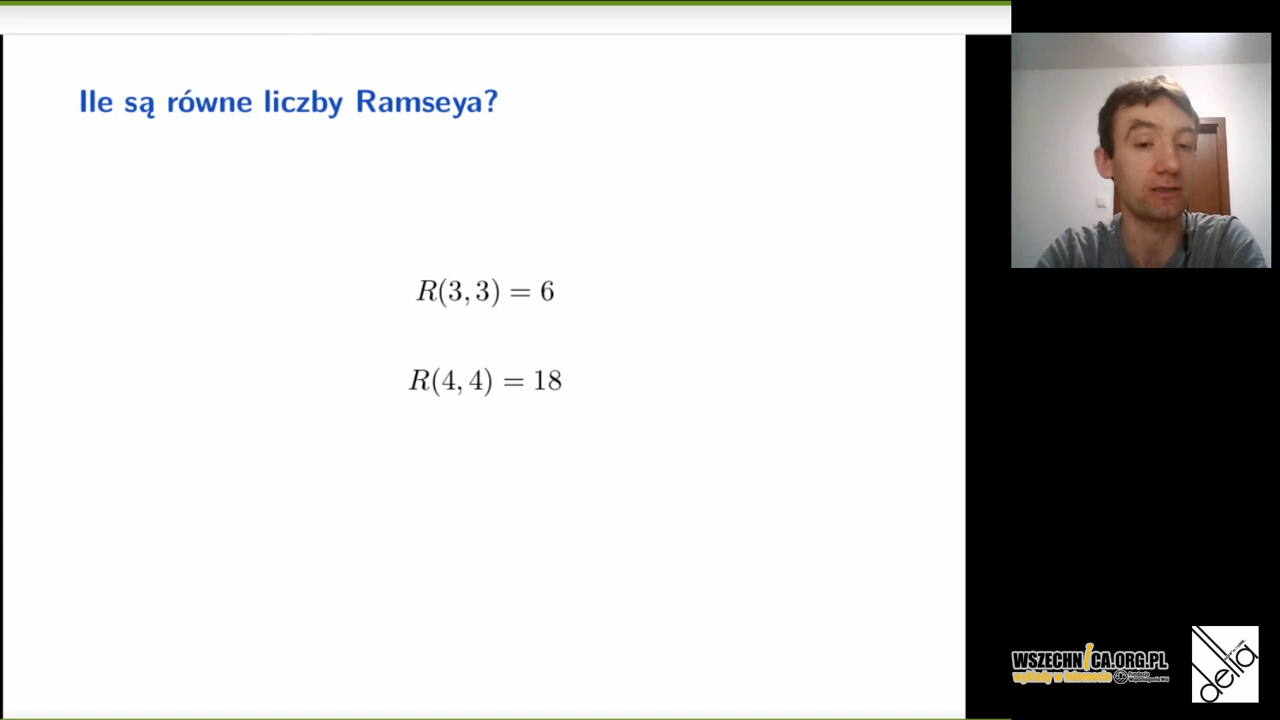 Ile są równe liczby Ramseya?
R(3, 3) = 6
R(4, 4) = 18
WSZECHNICA.ORG.PL
wykłady w internecie
delta